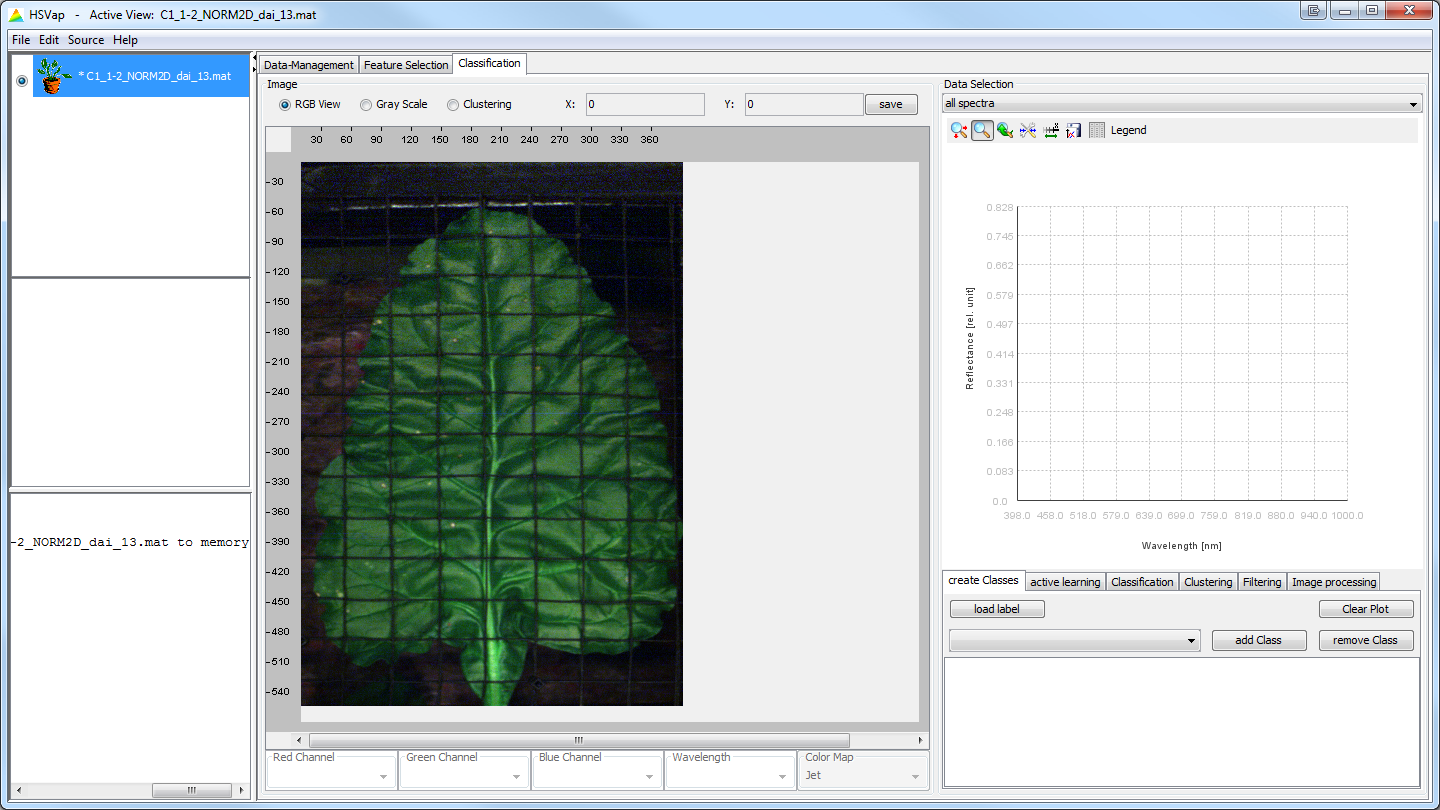 HSVap - Active View: C1_1-2_NORM2D_dai_13.mat
File Edit Source Help
* C1_1-2_NORM2D_dai_13.mat
-2_NORM2D_dai_13.mat to memory
Data-Management Feature Selection Classification
Image
RGB View Gray Scale Clustering X: 0 Y: 0 save
30 60 90 120 150 180 210 240 270 300 330 360
30
60
90
120
150
180
210
240
270
300
330
360
390
420
450
480
510
540
Red Channel Green Channel Blue Channel Wavelength Color Map
Jet
Data Selection
all spectra
Legend
Reflectance [rel. unit]
0.828
0.745
0.662
0.579
0.497
0.414
0.331
0.248
0.166
0.083
0.0
398.0 458.0 518.0 579.0 639.0 699.0 759.0 819.0 880.0 940.0 1000.0
Wavelength [nm]
create Classes active learning Classification Clustering Filtering Image processing
load label Clear Plot
add Class remove Class